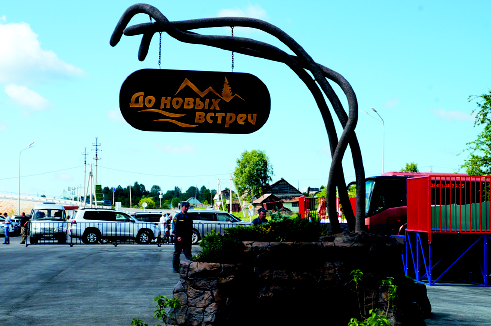 До новых
встреч